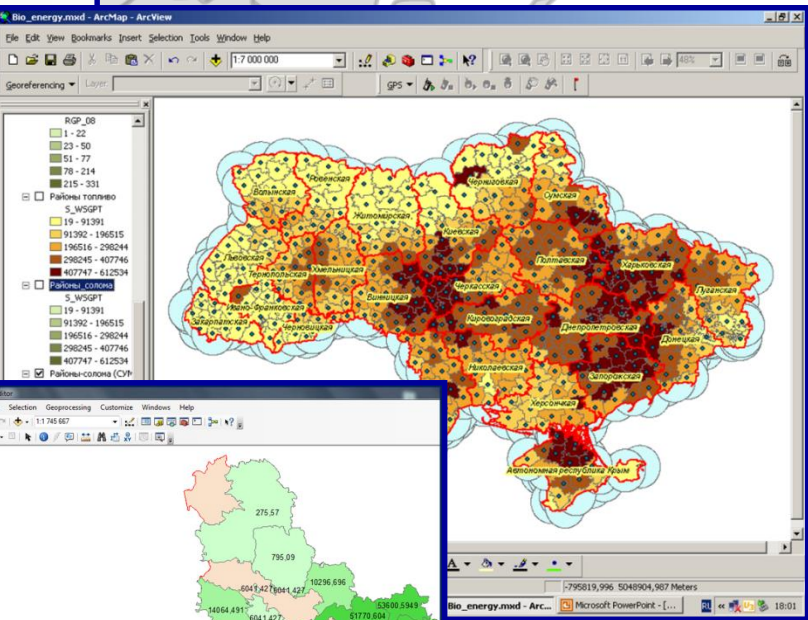 Bio_energy.mxd - ArcMap - ArcView
File Edit View Bookmarks Insert Selection Tools Window Help
1:7 000 000
48%
Georeferencing Layer:
GPS
RGP_08
1 - 22
23 - 50
51 - 77
78 - 214
215 - 331
Районы топливо
S_WSGPT
19 - 91391
91392 - 196515
196516 - 298244
298245 - 407746
407747 - 612534
Районы_солома
S_WSGPT
19 - 91391
91392 - 196515
196516 - 298244
298245 - 407746
407747 - 612534
Районы-солома (СУМ
Волынская
Ровенская
Житомирская
Киевская
Черниговская
Сумская
Львовская
Тернопольская
Хмельницкая
Винницкая
Черкасская
Полтавская
Харьковская
Луганская
Ивано-Франковская
Закарпатская
Черновицкая
Кировоградская
Днепропетровская
Донецкая
Николаевская
Запорожская
Херсонская
Автономная республика Крым
-795819,996 5048904,987 Meters
Bio_energy.mxd - Arc...
Microsoft PowerPoint - [...
RU
18:01
Selection Geoprocessing Customize Windows Help
1:1 745 667
275,57
795,09
6041,427
6041,427
10296,696
14064,491
6041,427
53600,5949
51770,604